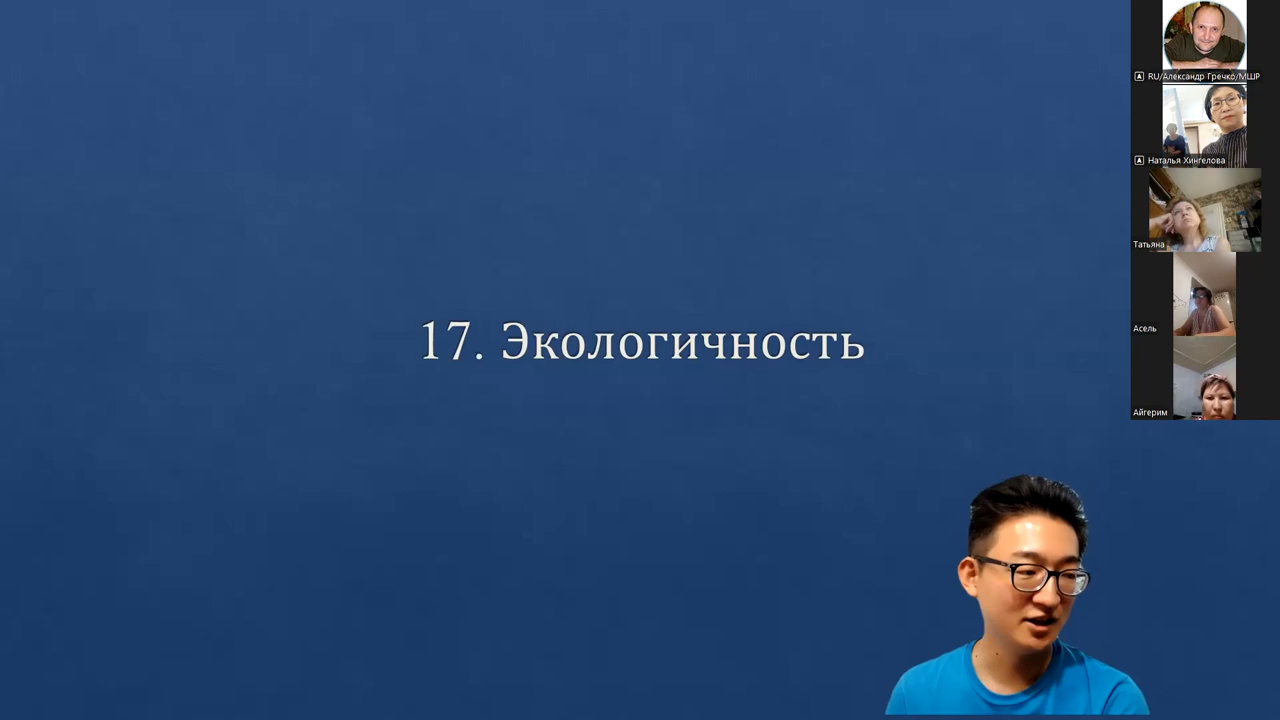 17. Экологичность
RU/Александр Гречко/МШР
Наталья Хингелова
Татьяна
Асель
Айгерим